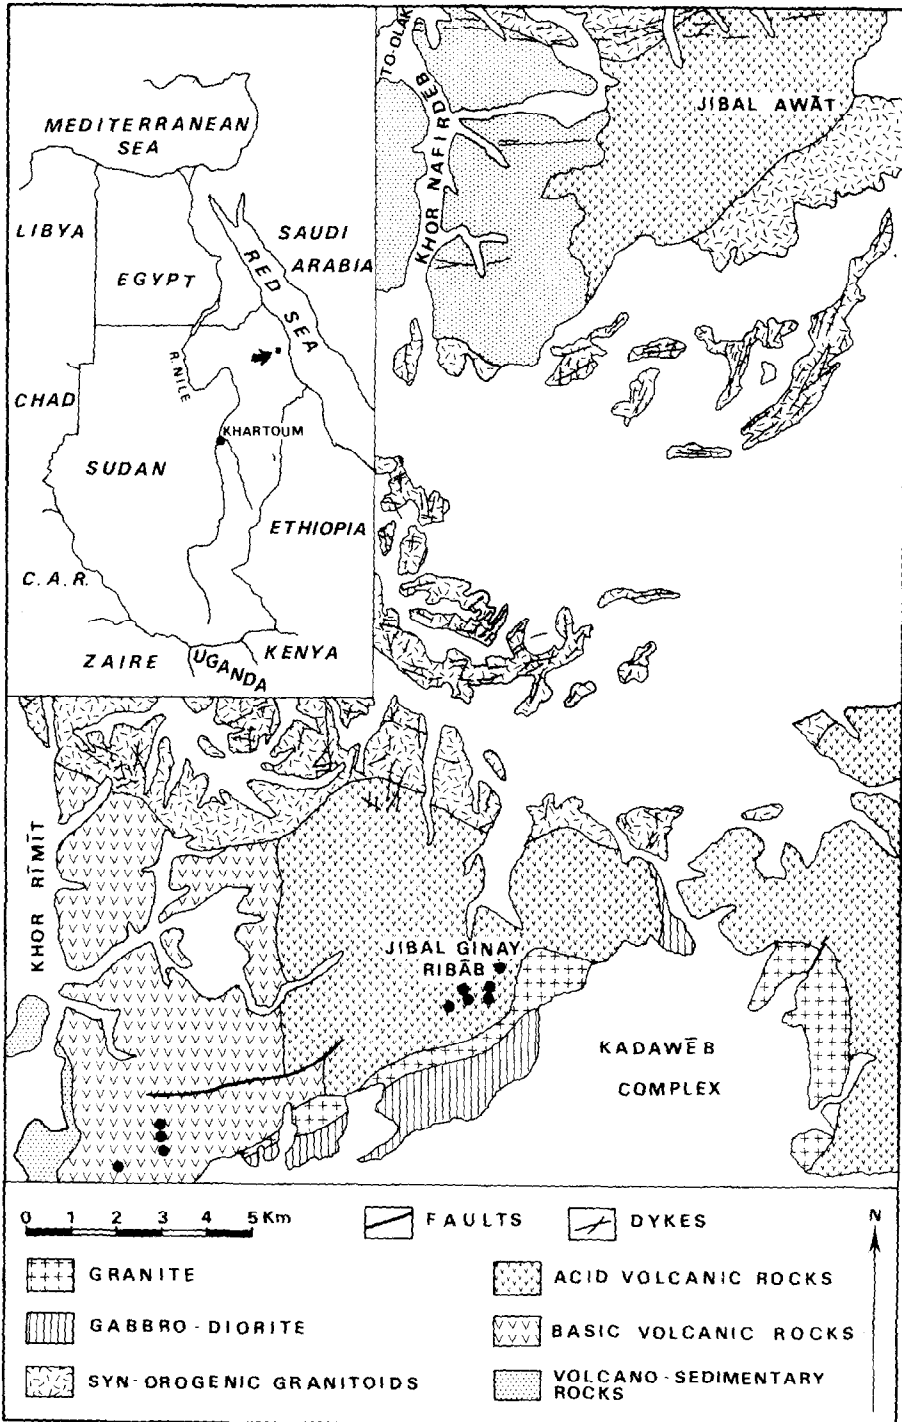 MEDITERRANEAN
SEA
LIBYA
EGYPT
SAUDI
ARABIA
RED SEA
R. NILE
CHAD
KHARTOUM
SUDAN
ETHIOPIA
C.A.R.
ZAIRE
UGANDA
KENYA
TO-OLAK
KHOR NAFIRDEB
JIBAL AWĀT
KHOR RĪMĪT
JIBAL GINAY
RIBĀB
KADAWĒB
COMPLEX
0 1 2 3 4 5 Km
FAULTS
DYKES
N
GRANITE
ACID VOLCANIC ROCKS
GABBRO-DIORITE
BASIC VOLCANIC ROCKS
SYN-OROGENIC GRANITOIDS
VOLCANO-SEDIMENTARY
ROCKS